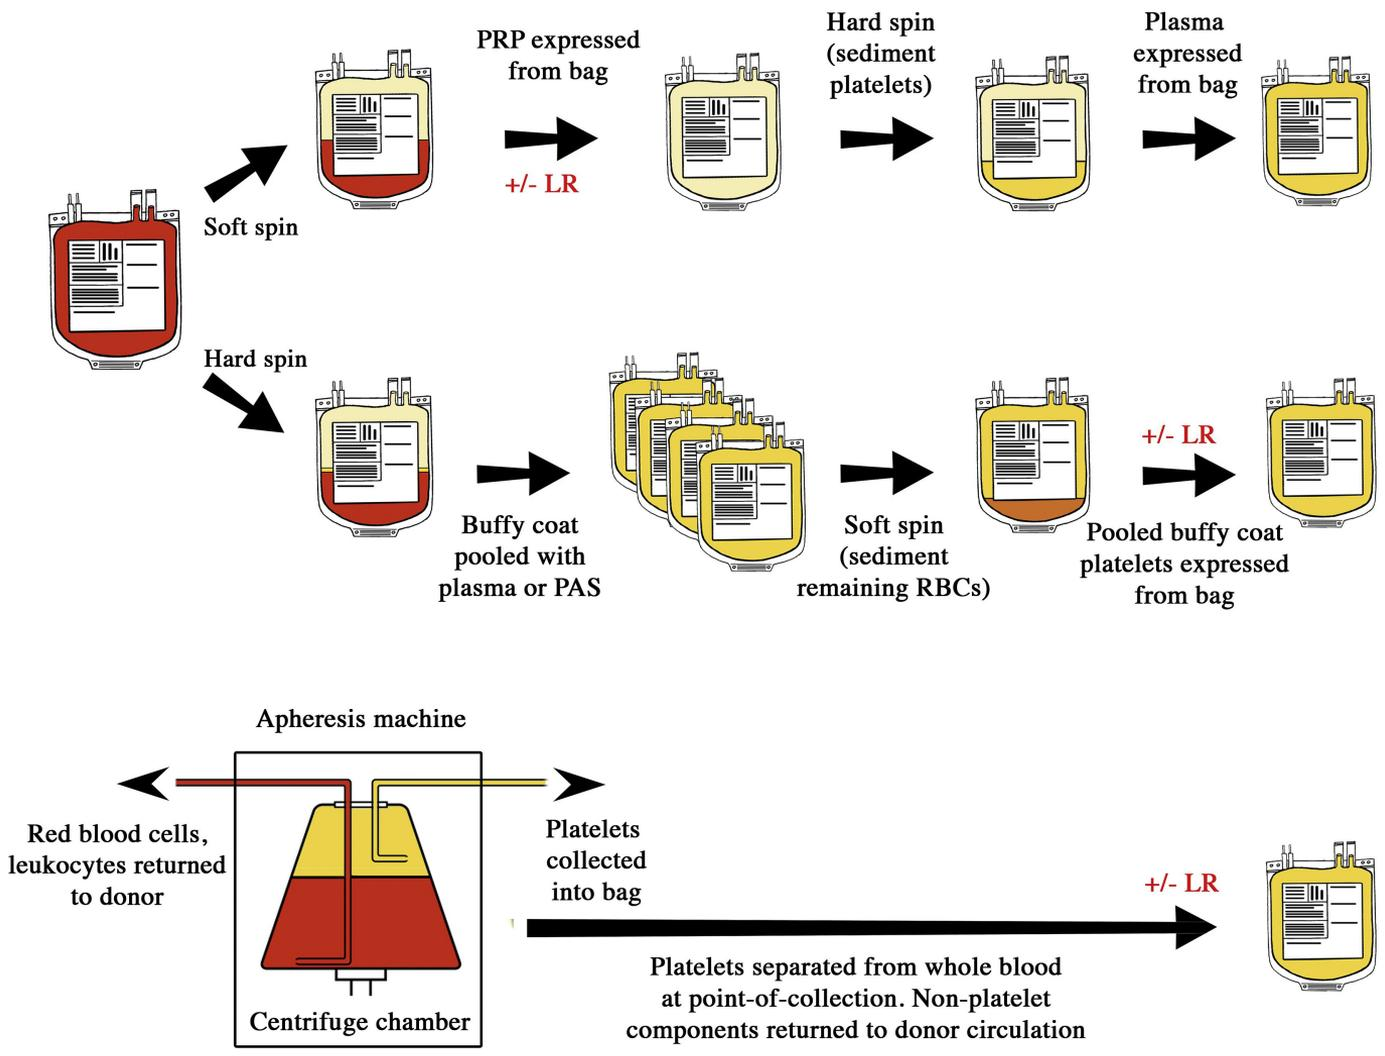 PRP expressed
from bag
+/- LR
Hard spin
(sediment
platelets)
Plasma
expressed
from bag
Soft spin
Hard spin
Buffy coat
pooled with
plasma or PAS
Soft spin
(sediment
remaining RBCs)
+/- LR
Pooled buffy coat
platelets expressed
from bag
Apheresis machine
Red blood cells,
leukocytes returned
to donor
Platelets
collected
into bag
Centrifuge chamber
+/- LR
Platelets separated from whole blood
at point-of-collection. Non-platelet
components returned to donor circulation